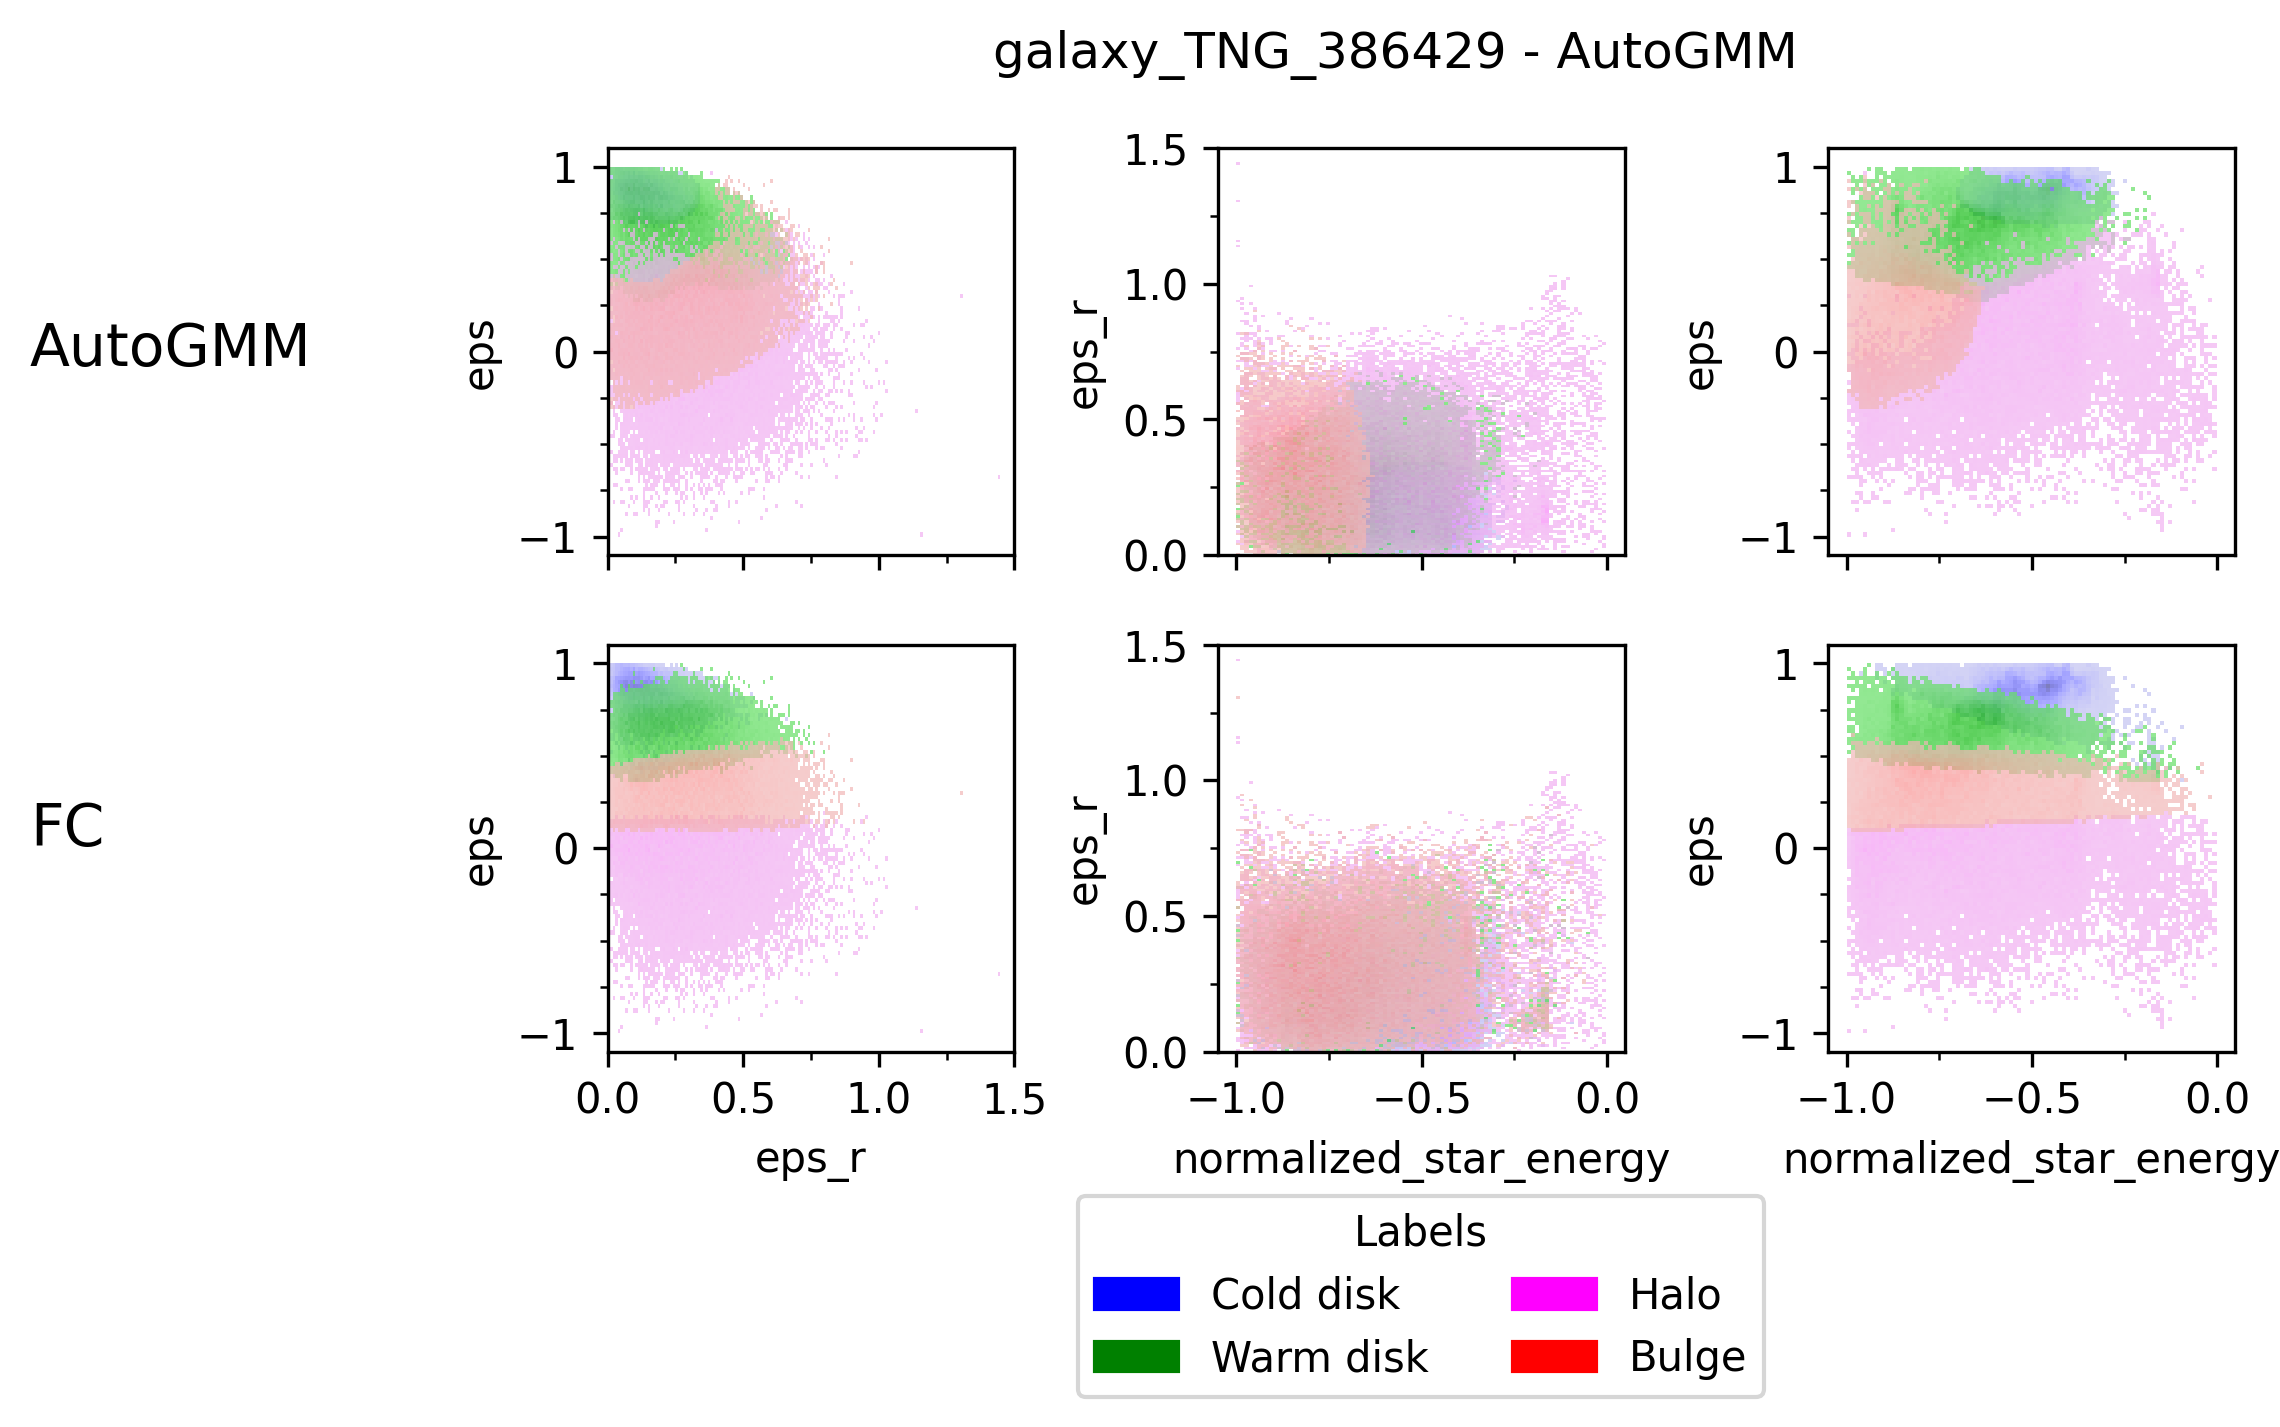 galaxy_TNG_386429 - AutoGMM
AutoGMM
eps
1
0
−1
eps_r
1.5
1.0
0.5
0.0
eps
1
0
−1
FC
eps
1
0
−1
0.0 0.5 1.0 1.5
eps_r
eps_r
1.5
1.0
0.5
0.0
−1.0 −0.5 0.0
normalized_star_energy
eps
1
0
−1
−1.0 −0.5 0.0
normalized_star_energy
Labels
Cold disk
Warm disk
Halo
Bulge